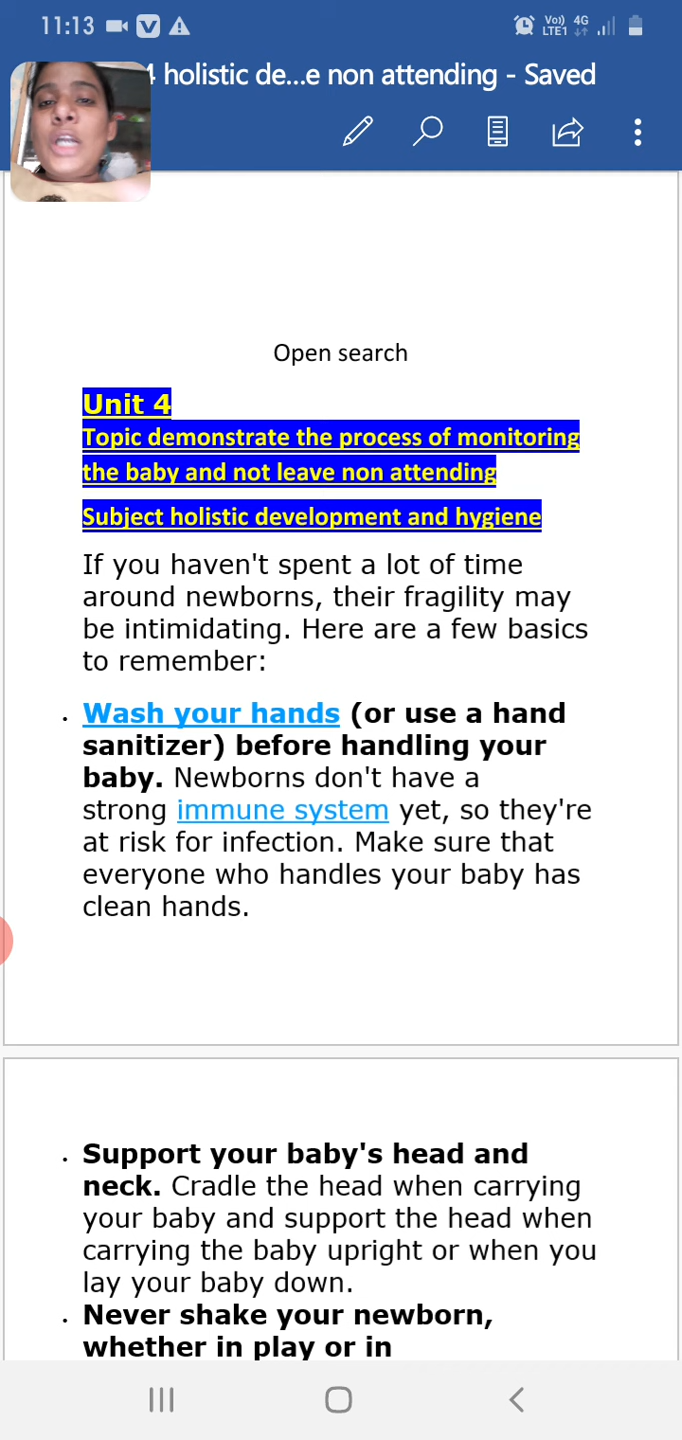 11:13 V Vo) 4G LTE1
4 holistic de...e non attending - Saved
Open search
Unit 4
Topic demonstrate the process of monitoring
the baby and not leave non attending
Subject holistic development and hygiene
If you haven't spent a lot of time
around newborns, their fragility may
be intimidating. Here are a few basics
to remember:
• Wash your hands (or use a hand
sanitizer) before handling your
baby. Newborns don't have a
strong immune system yet, so they're
at risk for infection. Make sure that
everyone who handles your baby has
clean hands.
• Support your baby's head and
neck. Cradle the head when carrying
your baby and support the head when
carrying the baby upright or when you
lay your baby down.
• Never shake your newborn,
whether in play or in